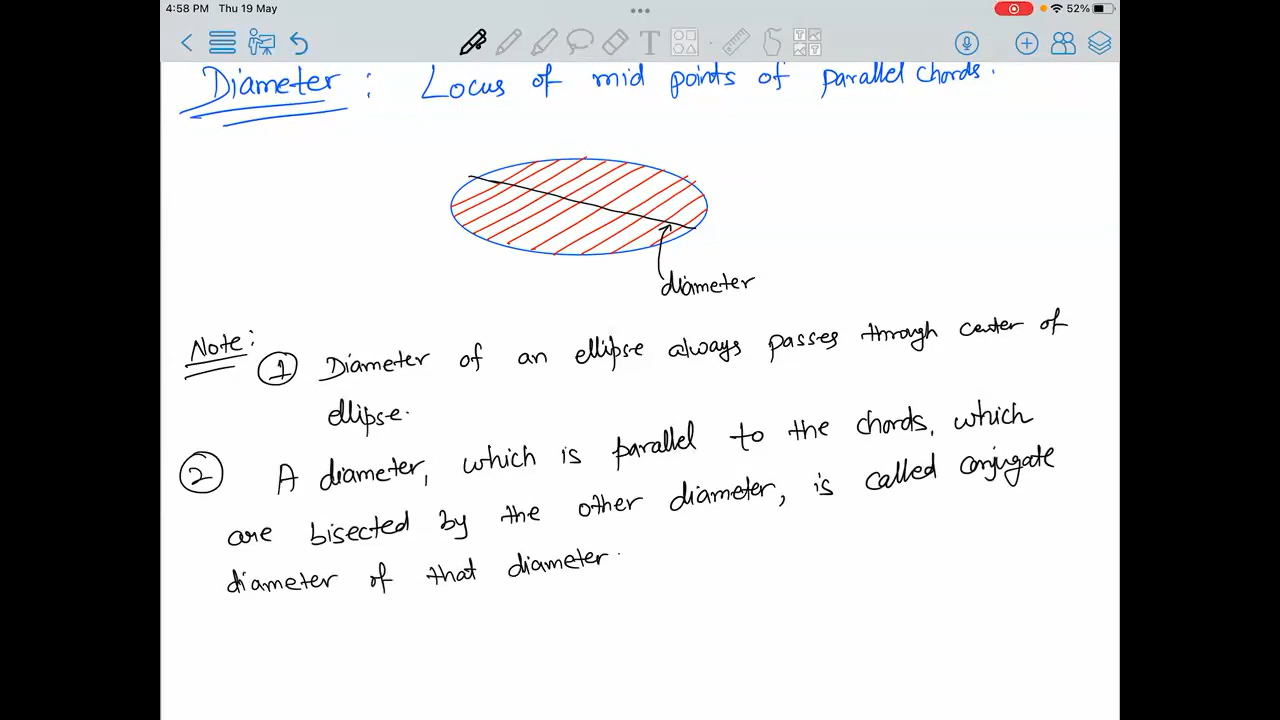 4:58 PM Thu 19 May
52%
T
Diameter : Locus of mid points of parallel chords.
diameter
Note: ① Diameter of an ellipse always passes through center of
ellipse.
② A diameter, which is parallel to the chords, which
are bisected by the other diameter, is called conjugate
diameter of that diameter.